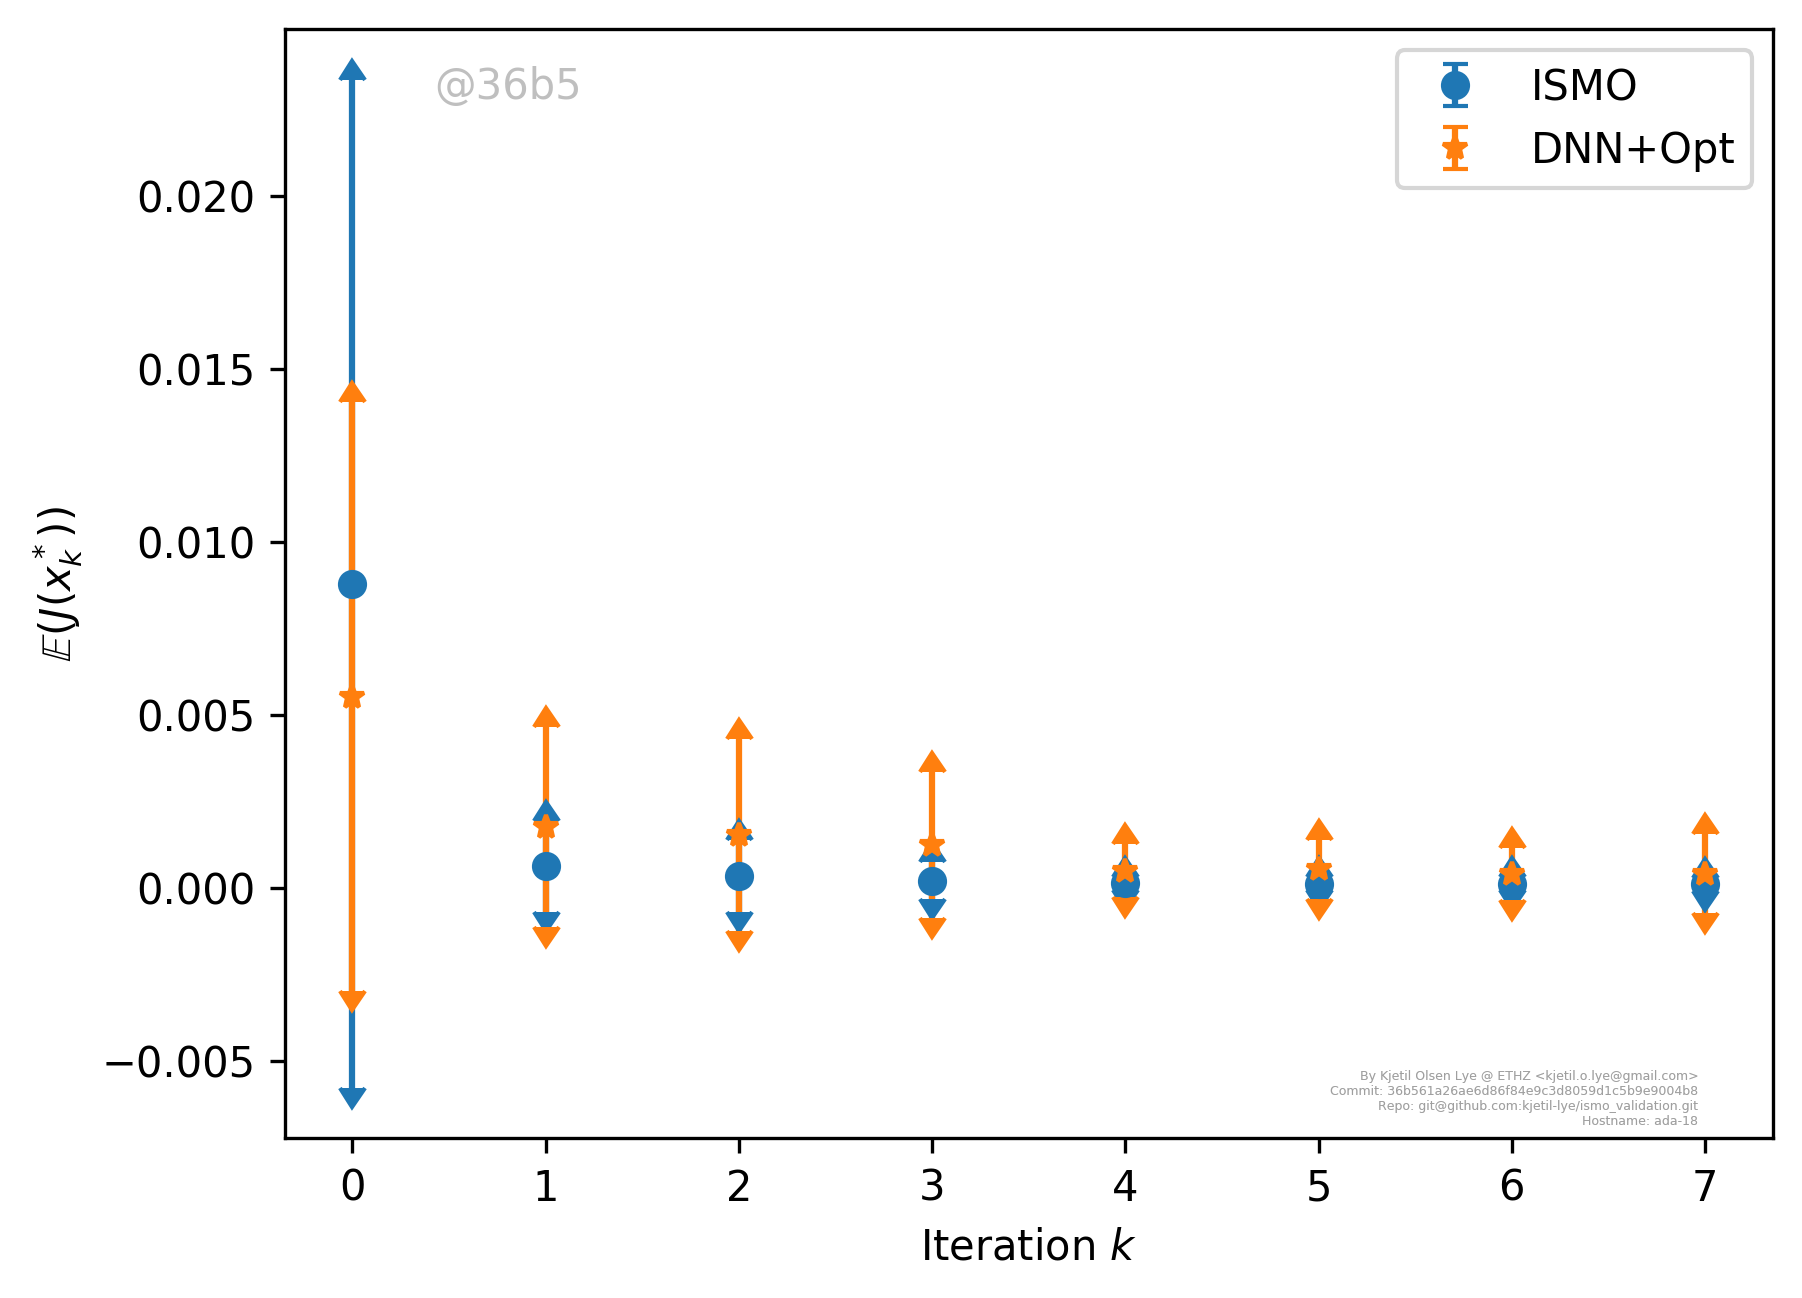 @36b5
ISMO
DNN+Opt
0.020
0.015
0.010
0.005
0.000
−0.005
𝔼(J(x*k))
0 1 2 3 4 5 6 7
Iteration k
By Kjetil Olsen Lye @ ETHZ <kjetil.o.lye@gmail.com>
Commit: 36b561a26ae6d86f84e9c3d8059d1c5b9e9004b8
Repo: git@github.com:kjetil-lye/ismo_validation.git
Hostname: ada-18